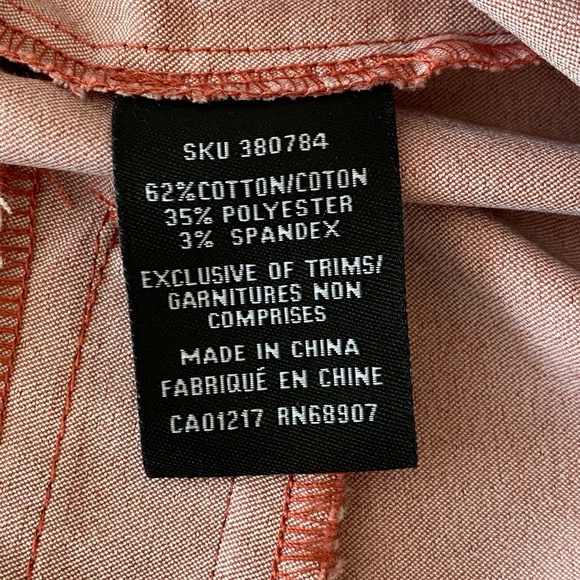 SKU 380784
62%COTTON/COTON
35% POLYESTER
3% SPANDEX
EXCLUSIVE OF TRIMS/
GARNITURES NON
COMPRISES
MADE IN CHINA
FABRIQUÉ EN CHINE
CA01217 RN68907